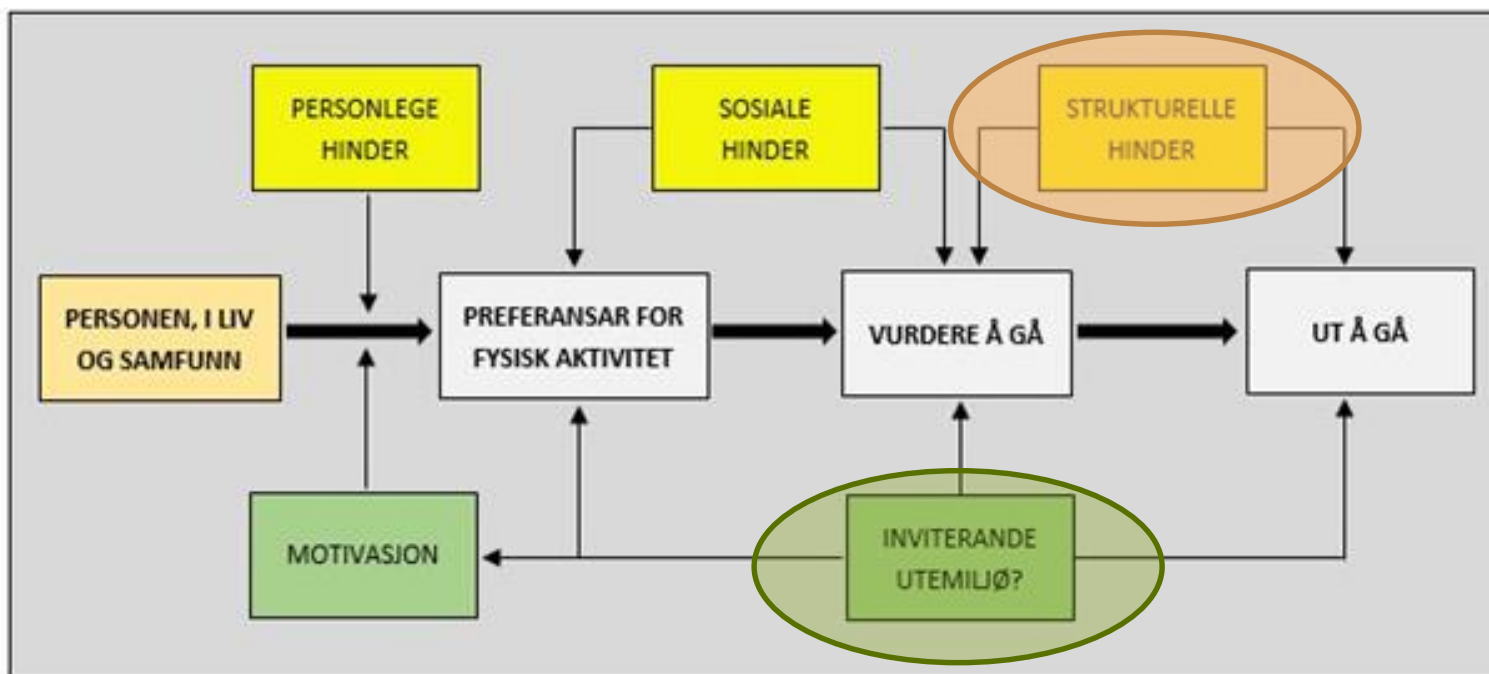 PERSONLEGE
HINDER
SOSIALE
HINDER
STRUKTURELLE
HINDER
PERSONEN, I LIV
OG SAMFUNN
PREFERANSAR FOR
FYSISK AKTIVITET
VURDERE Å GÅ
UT Å GÅ
MOTIVASJON
INVITERANDE
UTEMILJØ?